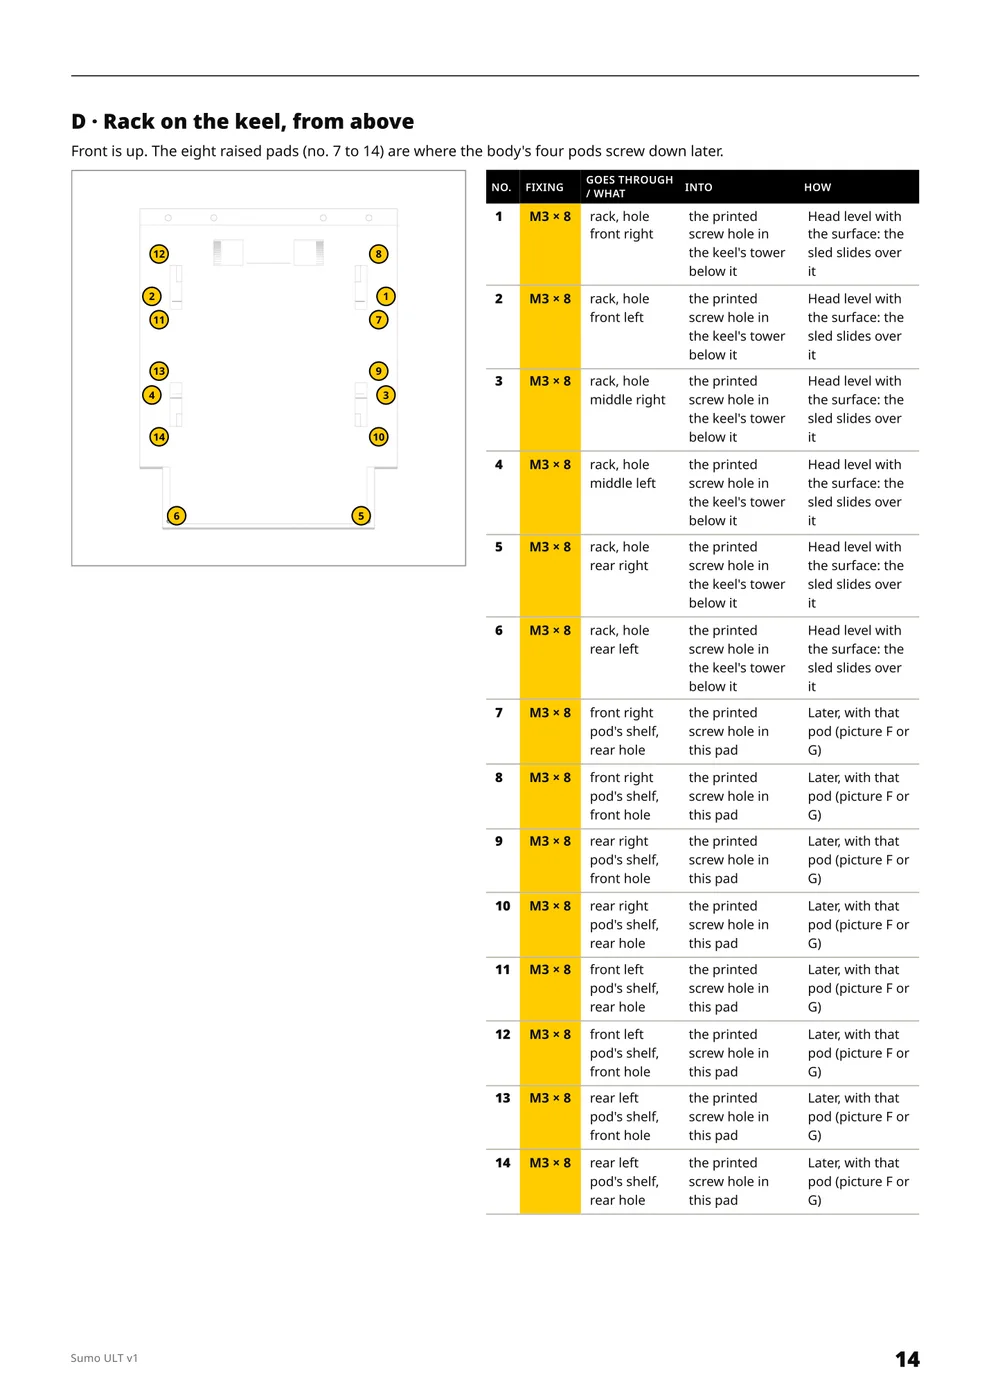 D · Rack on the keel, from above
Front is up. The eight raised pads (no. 7 to 14) are where the body's four pods screw down later.
12
8
2
1
11
7
13
9
4
3
14
10
6
5
NO. FIXING GOES THROUGH / WHAT INTO HOW
1 M3 × 8 rack, hole front right the printed screw hole in the keel's tower below it Head level with the surface: the sled slides over it
2 M3 × 8 rack, hole front left the printed screw hole in the keel's tower below it Head level with the surface: the sled slides over it
3 M3 × 8 rack, hole middle right the printed screw hole in the keel's tower below it Head level with the surface: the sled slides over it
4 M3 × 8 rack, hole middle left the printed screw hole in the keel's tower below it Head level with the surface: the sled slides over it
5 M3 × 8 rack, hole rear right the printed screw hole in the keel's tower below it Head level with the surface: the sled slides over it
6 M3 × 8 rack, hole rear left the printed screw hole in the keel's tower below it Head level with the surface: the sled slides over it
7 M3 × 8 front right pod's shelf, rear hole the printed screw hole in this pad Later, with that pod (picture F or G)
8 M3 × 8 front right pod's shelf, front hole the printed screw hole in this pad Later, with that pod (picture F or G)
9 M3 × 8 rear right pod's shelf, front hole the printed screw hole in this pad Later, with that pod (picture F or G)
10 M3 × 8 rear right pod's shelf, rear hole the printed screw hole in this pad Later, with that pod (picture F or G)
11 M3 × 8 front left pod's shelf, rear hole the printed screw hole in this pad Later, with that pod (picture F or G)
12 M3 × 8 front left pod's shelf, front hole the printed screw hole in this pad Later, with that pod (picture F or G)
13 M3 × 8 rear left pod's shelf, front hole the printed screw hole in this pad Later, with that pod (picture F or G)
14 M3 × 8 rear left pod's shelf, rear hole the printed screw hole in this pad Later, with that pod (picture F or G)
Sumo ULT v1
14